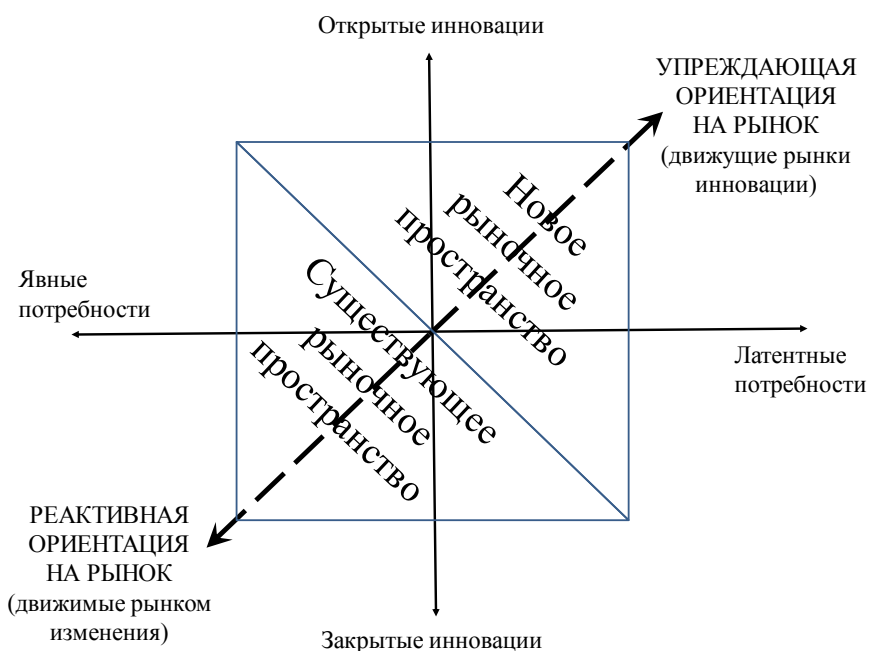 Открытые инновации
УПРЕЖДАЮЩАЯ
ОРИЕНТАЦИЯ
НА РЫНОК
(движущие рынки
инновации)
Новое
рыночное
пространство
Явные
потребности
Существующее
рыночное
пространство
Латентные
потребности
РЕАКТИВНАЯ
ОРИЕНТАЦИЯ
НА РЫНОК
(движимые рынком
изменения)
Закрытые инновации